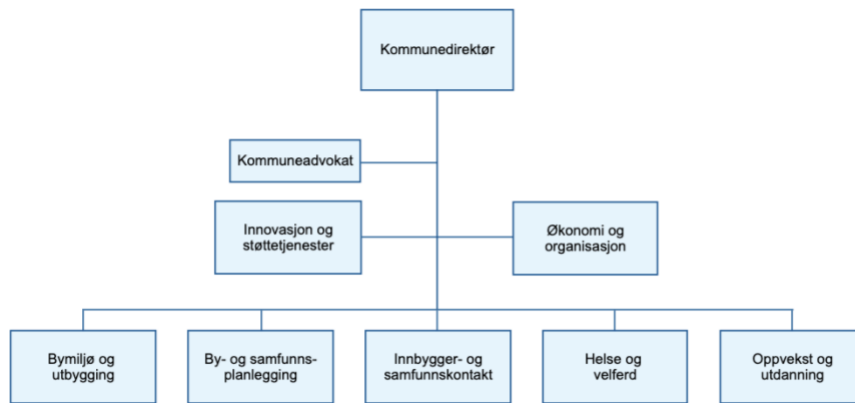 Kommunedirektør
Kommuneadvokat
Innovasjon og
støttetjenester
Økonomi og
organisasjon
Bymiljø og
utbygging
By- og samfunns-
planlegging
Innbygger- og
samfunnskontakt
Helse og
velferd
Oppvekst og
utdanning